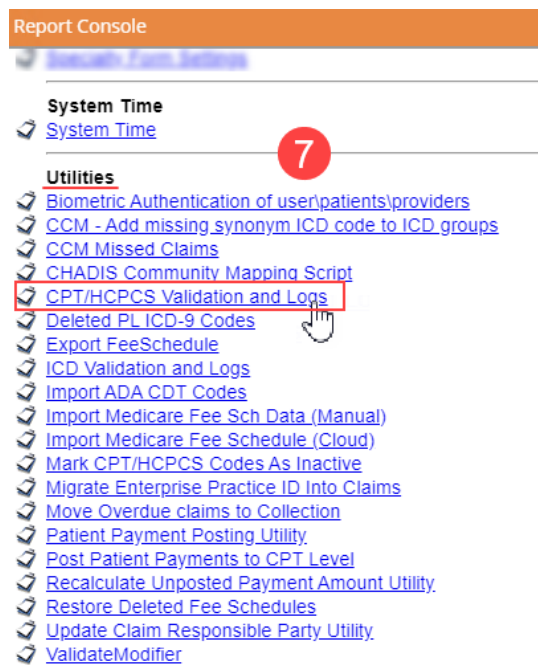 Report Console
Specialty Form Settings
System Time
System Time
7
Utilities
Biometric Authentication of user\patients\providers
CCM - Add missing synonym ICD code to ICD groups
CCM Missed Claims
CHADIS Community Mapping Script
CPT/HCPCS Validation and Logs
Deleted PL ICD-9 Codes
Export FeeSchedule
ICD Validation and Logs
Import ADA CDT Codes
Import Medicare Fee Sch Data (Manual)
Import Medicare Fee Schedule (Cloud)
Mark CPT/HCPCS Codes As Inactive
Migrate Enterprise Practice ID Into Claims
Move Overdue claims to Collection
Patient Payment Posting Utility
Post Patient Payments to CPT Level
Recalculate Unposted Payment Amount Utility
Restore Deleted Fee Schedules
Update Claim Responsible Party Utility
ValidateModifier